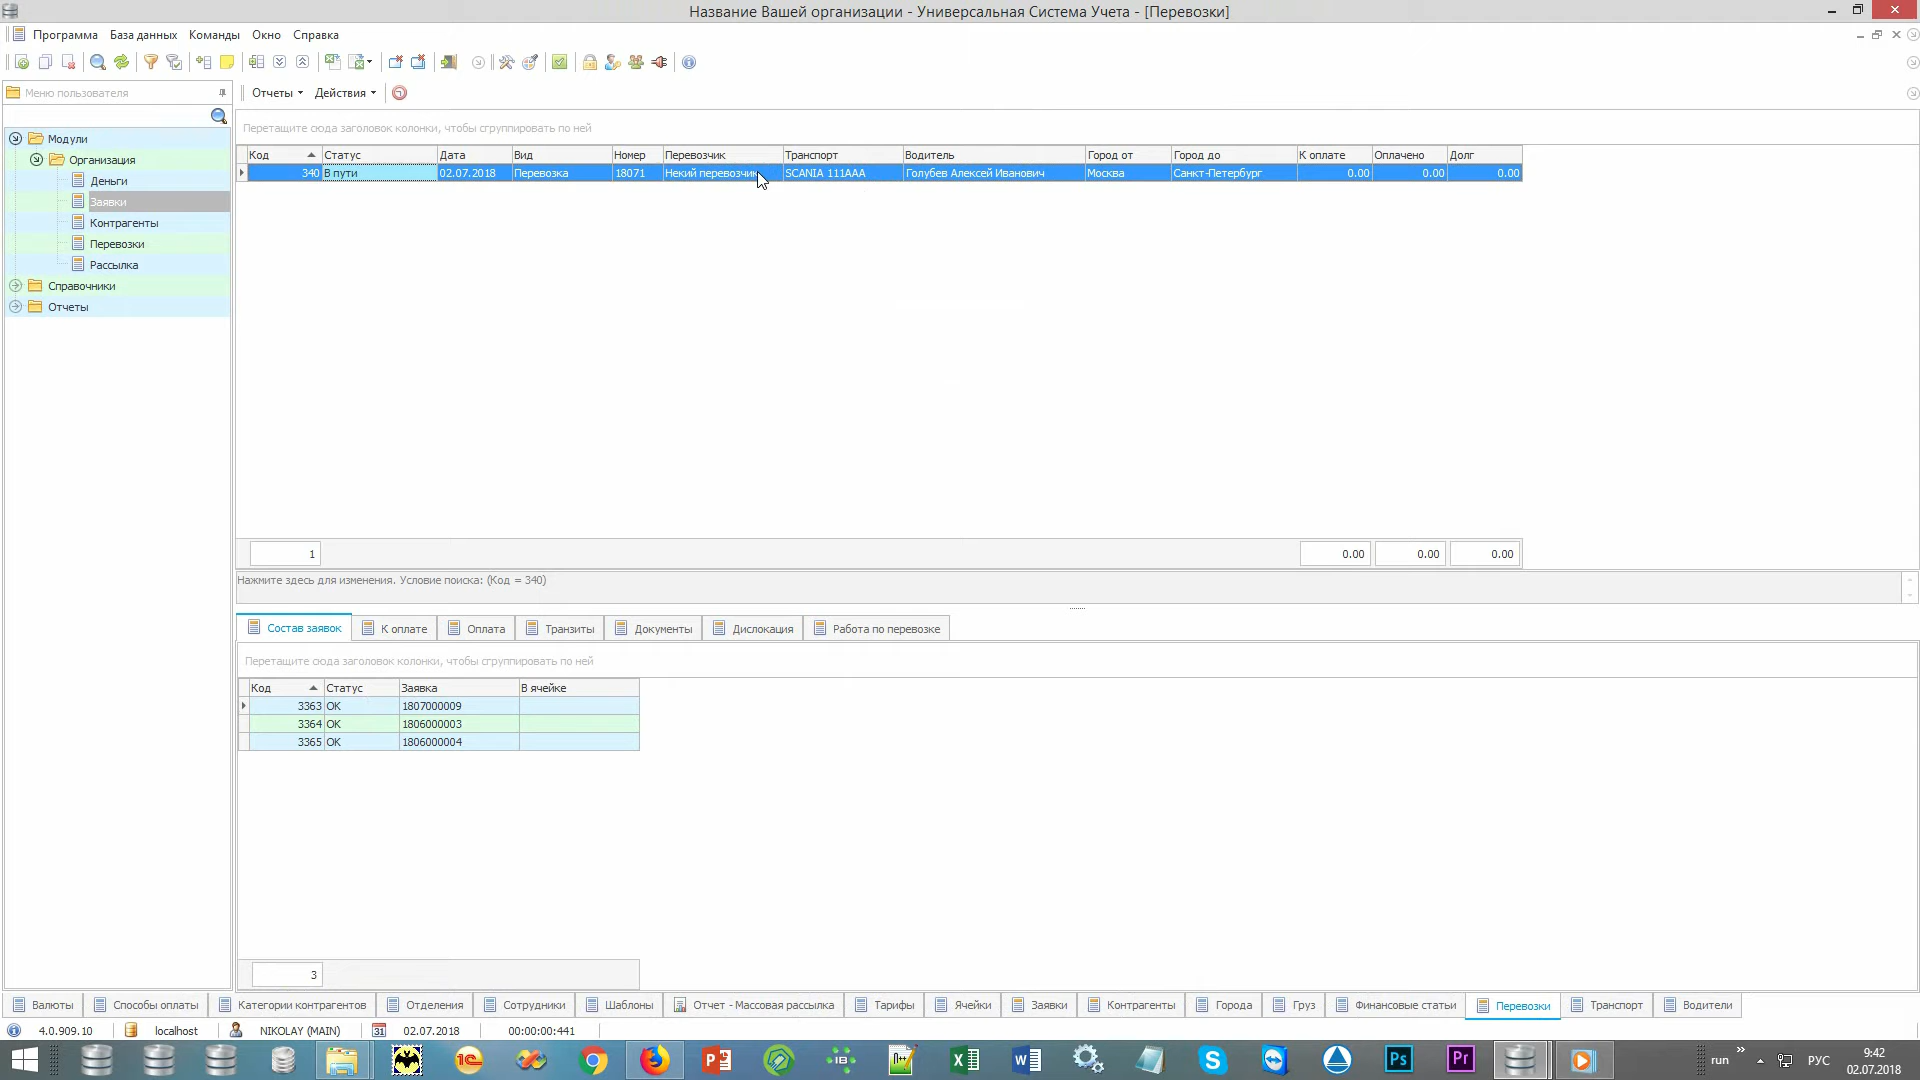 Название Вашей организации - Универсальная Система Учета - [Перевозки]
Программа База данных Команды Окно Справка
Меню пользователя
Отчеты Действия
Перетащите сюда заголовок колонки, чтобы сгруппировать по ней
Модули
Организация
Деньги
Заявки
Контрагенты
Перевозки
Рассылка
Справочники
Отчеты
Код Статус Дата Вид Номер Перевозчик Транспорт Водитель Город от Город до К оплате Оплачено Долг
340 В пути 02.07.2018 Перевозка 18071 Некий перевозчик SCANIA 111AAA Голубев Алексей Иванович Москва Санкт-Петербург 0.00 0.00 0.00
1 0.00 0.00 0.00
Нажмите здесь для изменения. Условие поиска: (Код = 340)
Состав заявок К оплате Оплата Транзиты Документы Дислокация Работа по перевозке
Перетащите сюда заголовок колонки, чтобы сгруппировать по ней
Код Статус Заявка В ячейке
3363 ОК 1807000009
3364 ОК 1806000003
3365 ОК 1806000004
3
Валюты Способы оплаты Категории контрагентов Отделения Сотрудники Шаблоны Отчет - Массовая рассылка Тарифы Ячейки Заявки Контрагенты Города Груз Финансовые статьи Перевозки Транспорт Водители
4.0.909.10 localhost NIKOLAY (MAIN) 31 02.07.2018 00:00:00:441
run РУС 9:42
02.07.2018